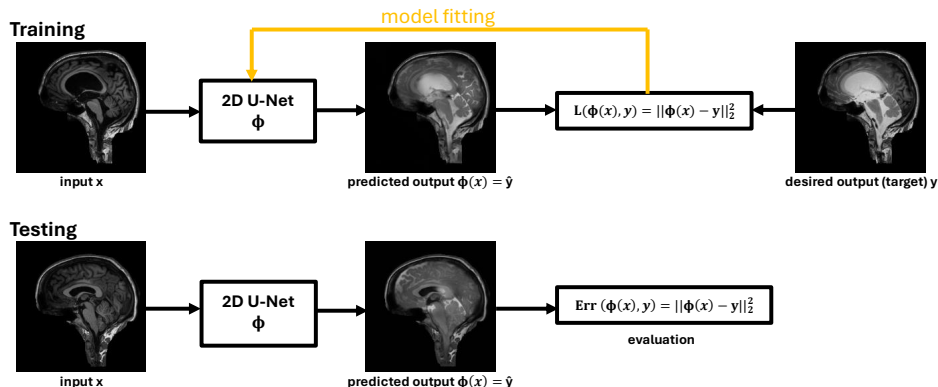 model fitting
Training
2D U-Net
ϕ
L(ϕ(x), y) = ||ϕ(x) − y||₂²
input x
predicted output ϕ(x) = ŷ
desired output (target) y
Testing
2D U-Net
ϕ
Err (ϕ(x), y) = ||ϕ(x) − y||₂²
evaluation
input x
predicted output ϕ(x) = ŷ